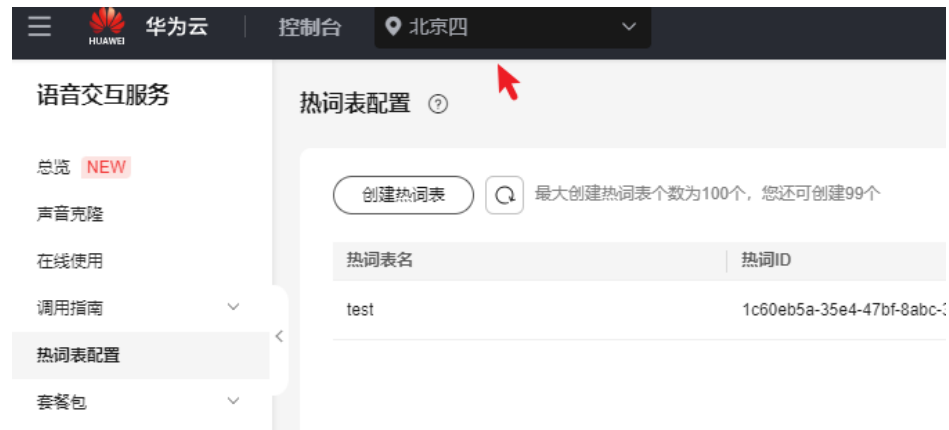 HUAWEI 华为云 控制台 北京四
语音交互服务
热词表配置 ?
总览 NEW
创建热词表 最大创建热词表个数为100个，您还可创建99个
声音克隆
在线使用
热词表名 热词ID
调用指南
test 1c60eb5a-35e4-47bf-8abc-
热词表配置
套餐包